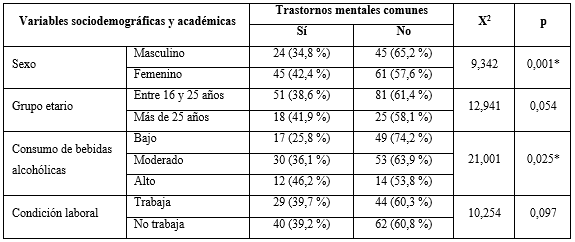 Variables sociodemográficas y académicas Trastornos mentales comunes X² p
Sí No
Sexo Masculino 24 (34,8 %) 45 (65,2 %) 9,342 0,001*
Femenino 45 (42,4 %) 61 (57,6 %)
Grupo etario Entre 16 y 25 años 51 (38,6 %) 81 (61,4 %) 12,941 0,054
Más de 25 años 18 (41,9 %) 25 (58,1 %)
Consumo de bebidas alcohólicas Bajo 17 (25,8 %) 49 (74,2 %) 21,001 0,025*
Moderado 30 (36,1 %) 53 (63,9 %)
Alto 12 (46,2 %) 14 (53,8 %)
Condición laboral Trabaja 29 (39,7 %) 44 (60,3 %) 10,254 0,097
No trabaja 40 (39,2 %) 62 (60,8 %)